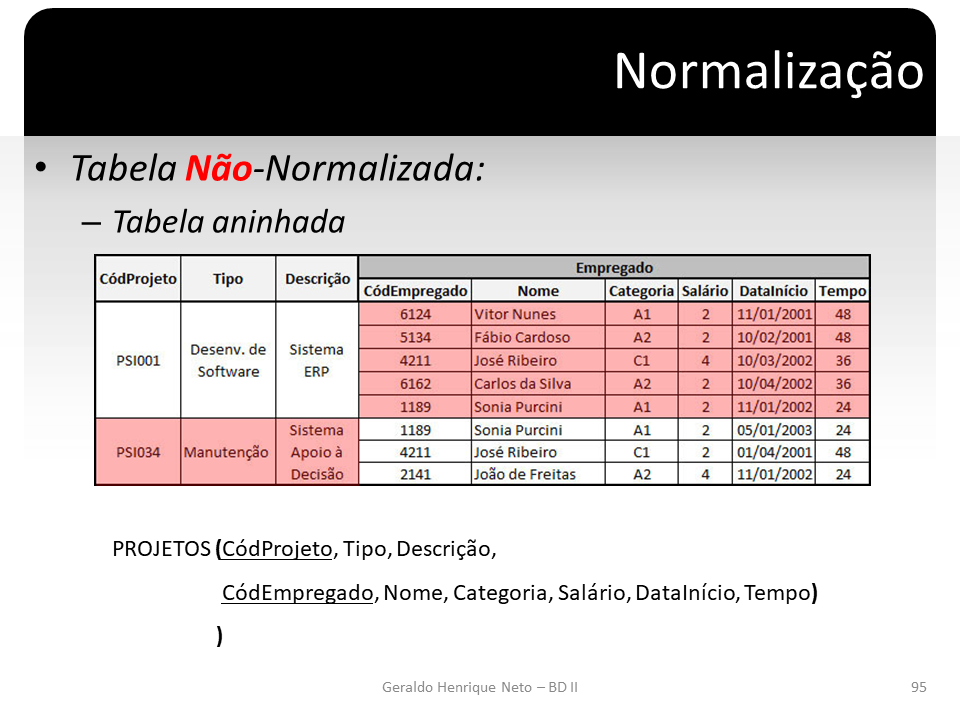 Normalização
• Tabela Não-Normalizada:
– Tabela aninhada
CódProjeto Tipo Descrição Empregado
CódEmpregado Nome Categoria Salário DataInício Tempo
PSI001 Desenv. de Software Sistema ERP
6124 Vitor Nunes A1 2 11/01/2001 48
5134 Fábio Cardoso A2 2 10/02/2001 48
4211 José Ribeiro C1 4 10/03/2002 36
6162 Carlos da Silva A2 2 10/04/2002 36
1189 Sonia Purcini A1 2 11/01/2002 24
PSI034 Manutenção Sistema Apoio à Decisão
1189 Sonia Purcini A1 2 05/01/2003 24
4211 José Ribeiro C1 2 01/04/2001 48
2141 João de Freitas A2 4 11/01/2002 24
PROJETOS (CódProjeto, Tipo, Descrição,
CódEmpregado, Nome, Categoria, Salário, DataInício, Tempo)
)
Geraldo Henrique Neto – BD II 95